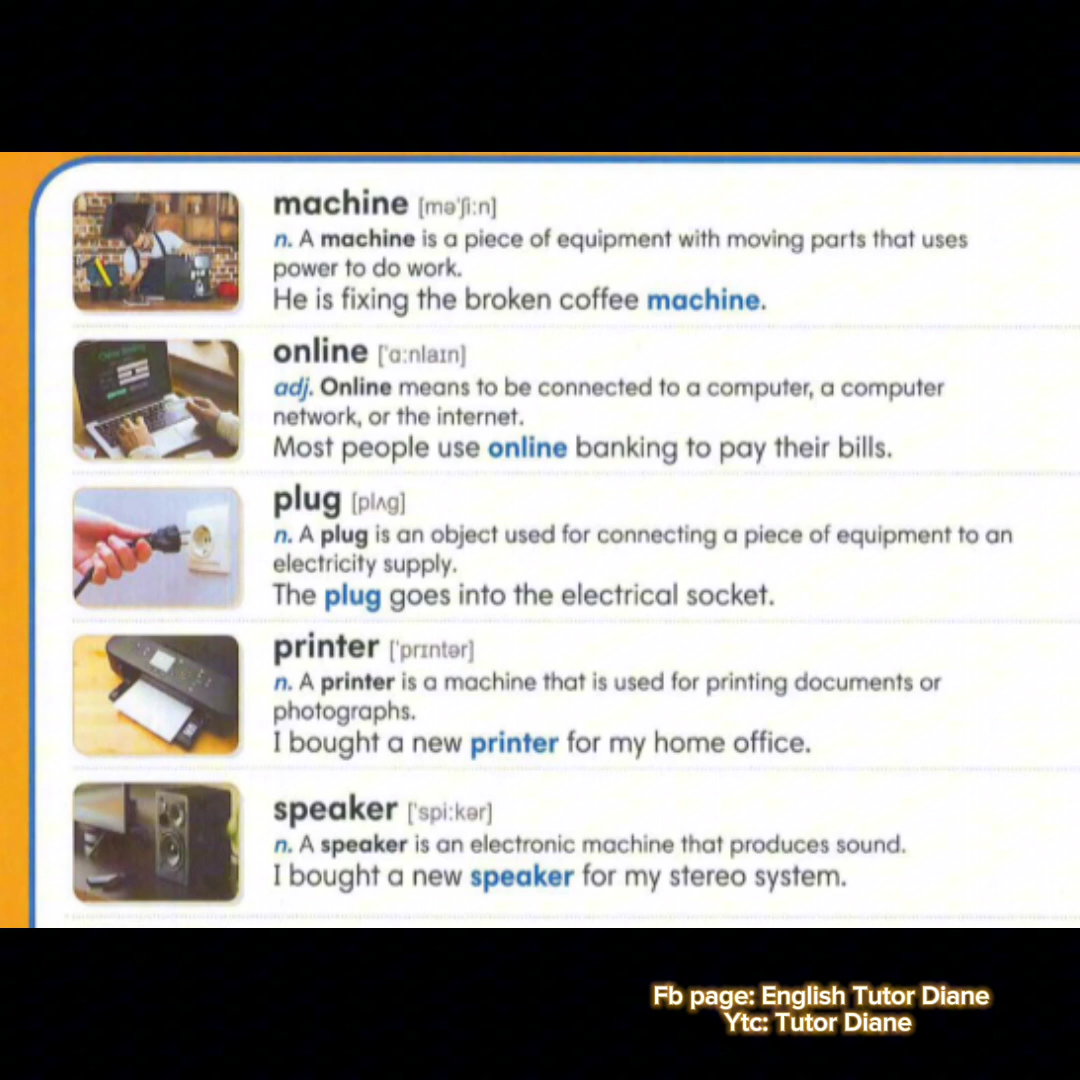 machine [məˈʃiːn]
n. A machine is a piece of equipment with moving parts that uses
power to do work.
He is fixing the broken coffee machine.
online [ˈɑːnlaɪn]
adj. Online means to be connected to a computer, a computer
network, or the internet.
Most people use online banking to pay their bills.
plug [plʌg]
n. A plug is an object used for connecting a piece of equipment to an
electricity supply.
The plug goes into the electrical socket.
printer [ˈprɪntər]
n. A printer is a machine that is used for printing documents or
photographs.
I bought a new printer for my home office.
speaker [ˈspiːkər]
n. A speaker is an electronic machine that produces sound.
I bought a new speaker for my stereo system.
Fb page: English Tutor Diane
Ytc: Tutor Diane